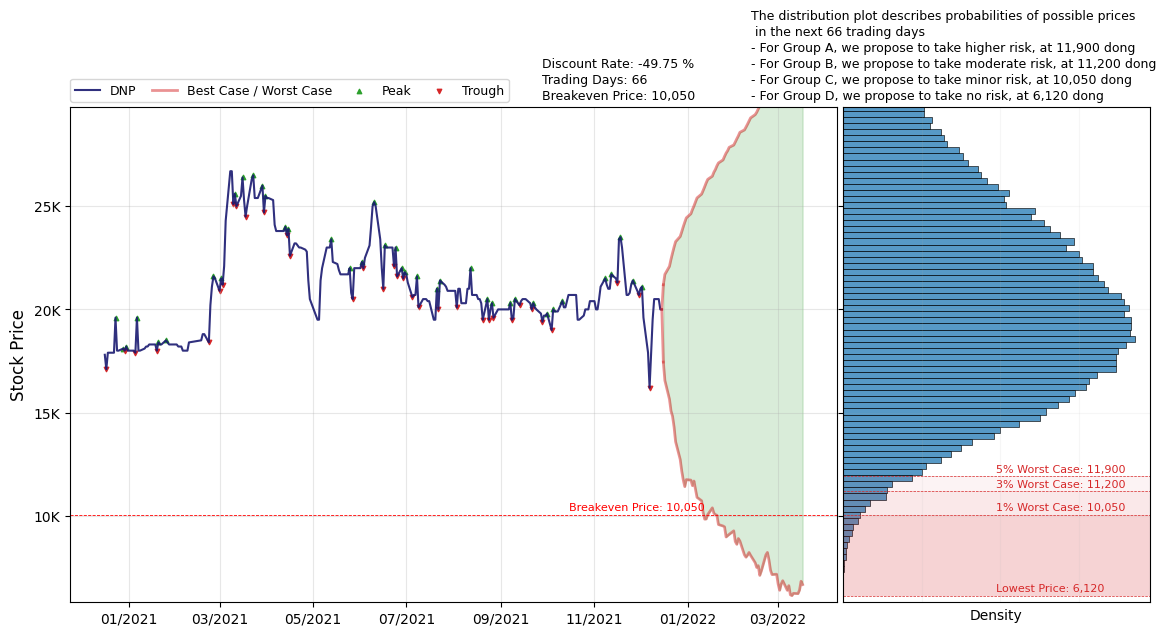 The distribution plot describes probabilities of possible prices
in the next 66 trading days
- For Group A, we propose to take higher risk, at 11,900 dong
- For Group B, we propose to take moderate risk, at 11,200 dong
- For Group C, we propose to take minor risk, at 10,050 dong
- For Group D, we propose to take no risk, at 6,120 dong
Discount Rate: -49.75 %
Trading Days: 66
Breakeven Price: 10,050
DNP
Best Case / Worst Case
Peak
Trough
Stock Price
25K
20K
15K
10K
Breakeven Price: 10,050
01/2021
03/2021
05/2021
07/2021
09/2021
11/2021
01/2022
03/2022
5% Worst Case: 11,900
3% Worst Case: 11,200
1% Worst Case: 10,050
Lowest Price: 6,120
Density